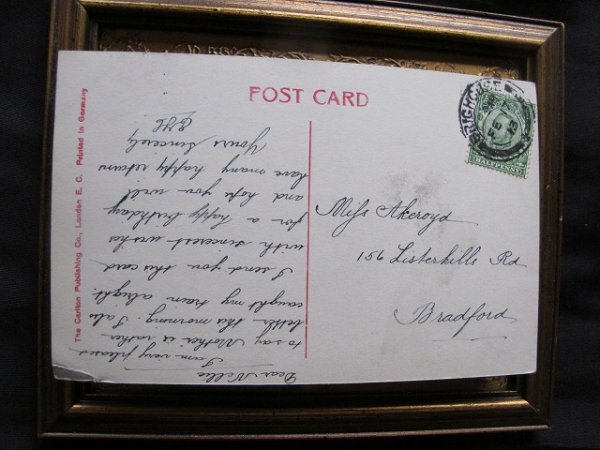 POST CARD
Dear Nellie
I am very pleased
to say Mother is rather
better this morning. I also
caught my train alright.
I send you this card
with sincerest wishes
for a happy birthday
and hope you will
have many happy returns
Yours sincerely
Miss Akeroyd
156 Listerhills Rd
Bradford
HALFPENNY
The Carlton Publishing Co., London E. C. Printed in Germany